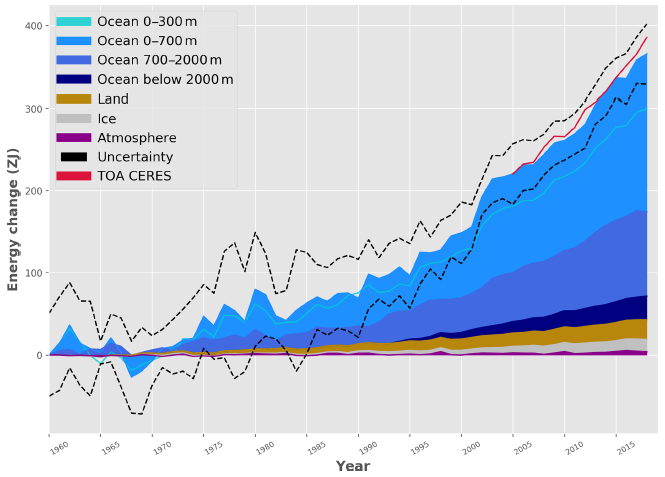 Ocean 0–300 m
Ocean 0–700 m
Ocean 700–2000 m
Ocean below 2000 m
Land
Ice
Atmosphere
Uncertainty
TOA CERES
Energy change (ZJ)
400
300
200
100
0
1960 1965 1970 1975 1980 1985 1990 1995 2000 2005 2010 2015
Year